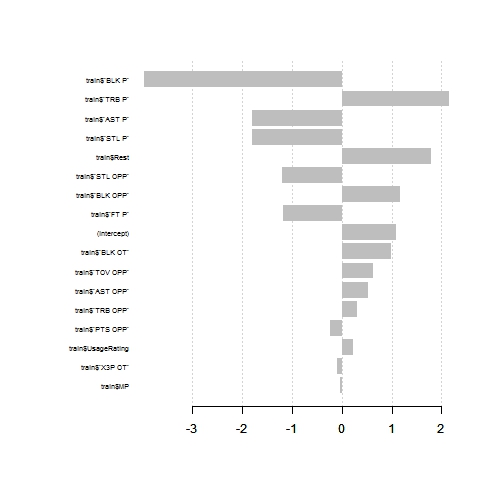 train$`BLK P`
train$`TRB P`
train$`AST P`
train$`STL P`
train$Rest
train$`STL OPP`
train$`BLK OPP`
train$`FT P`
(Intercept)
train$`BLK OT`
train$`TOV OPP`
train$`AST OPP`
train$`TRB OPP`
train$`PTS OPP`
train$UsageRating
train$`X3P OT`
train$MP
-3 -2 -1 0 1 2